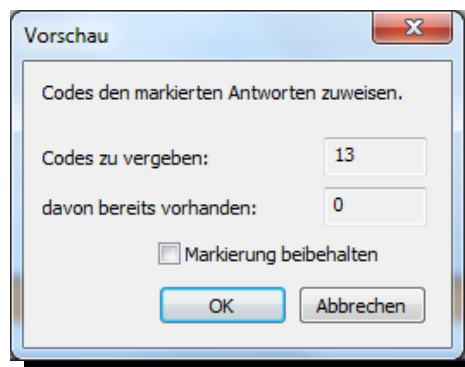 Vorschau
Codes den markierten Antworten zuweisen.
Codes zu vergeben: 13
davon bereits vorhanden: 0
Markierung beibehalten
OK Abbrechen